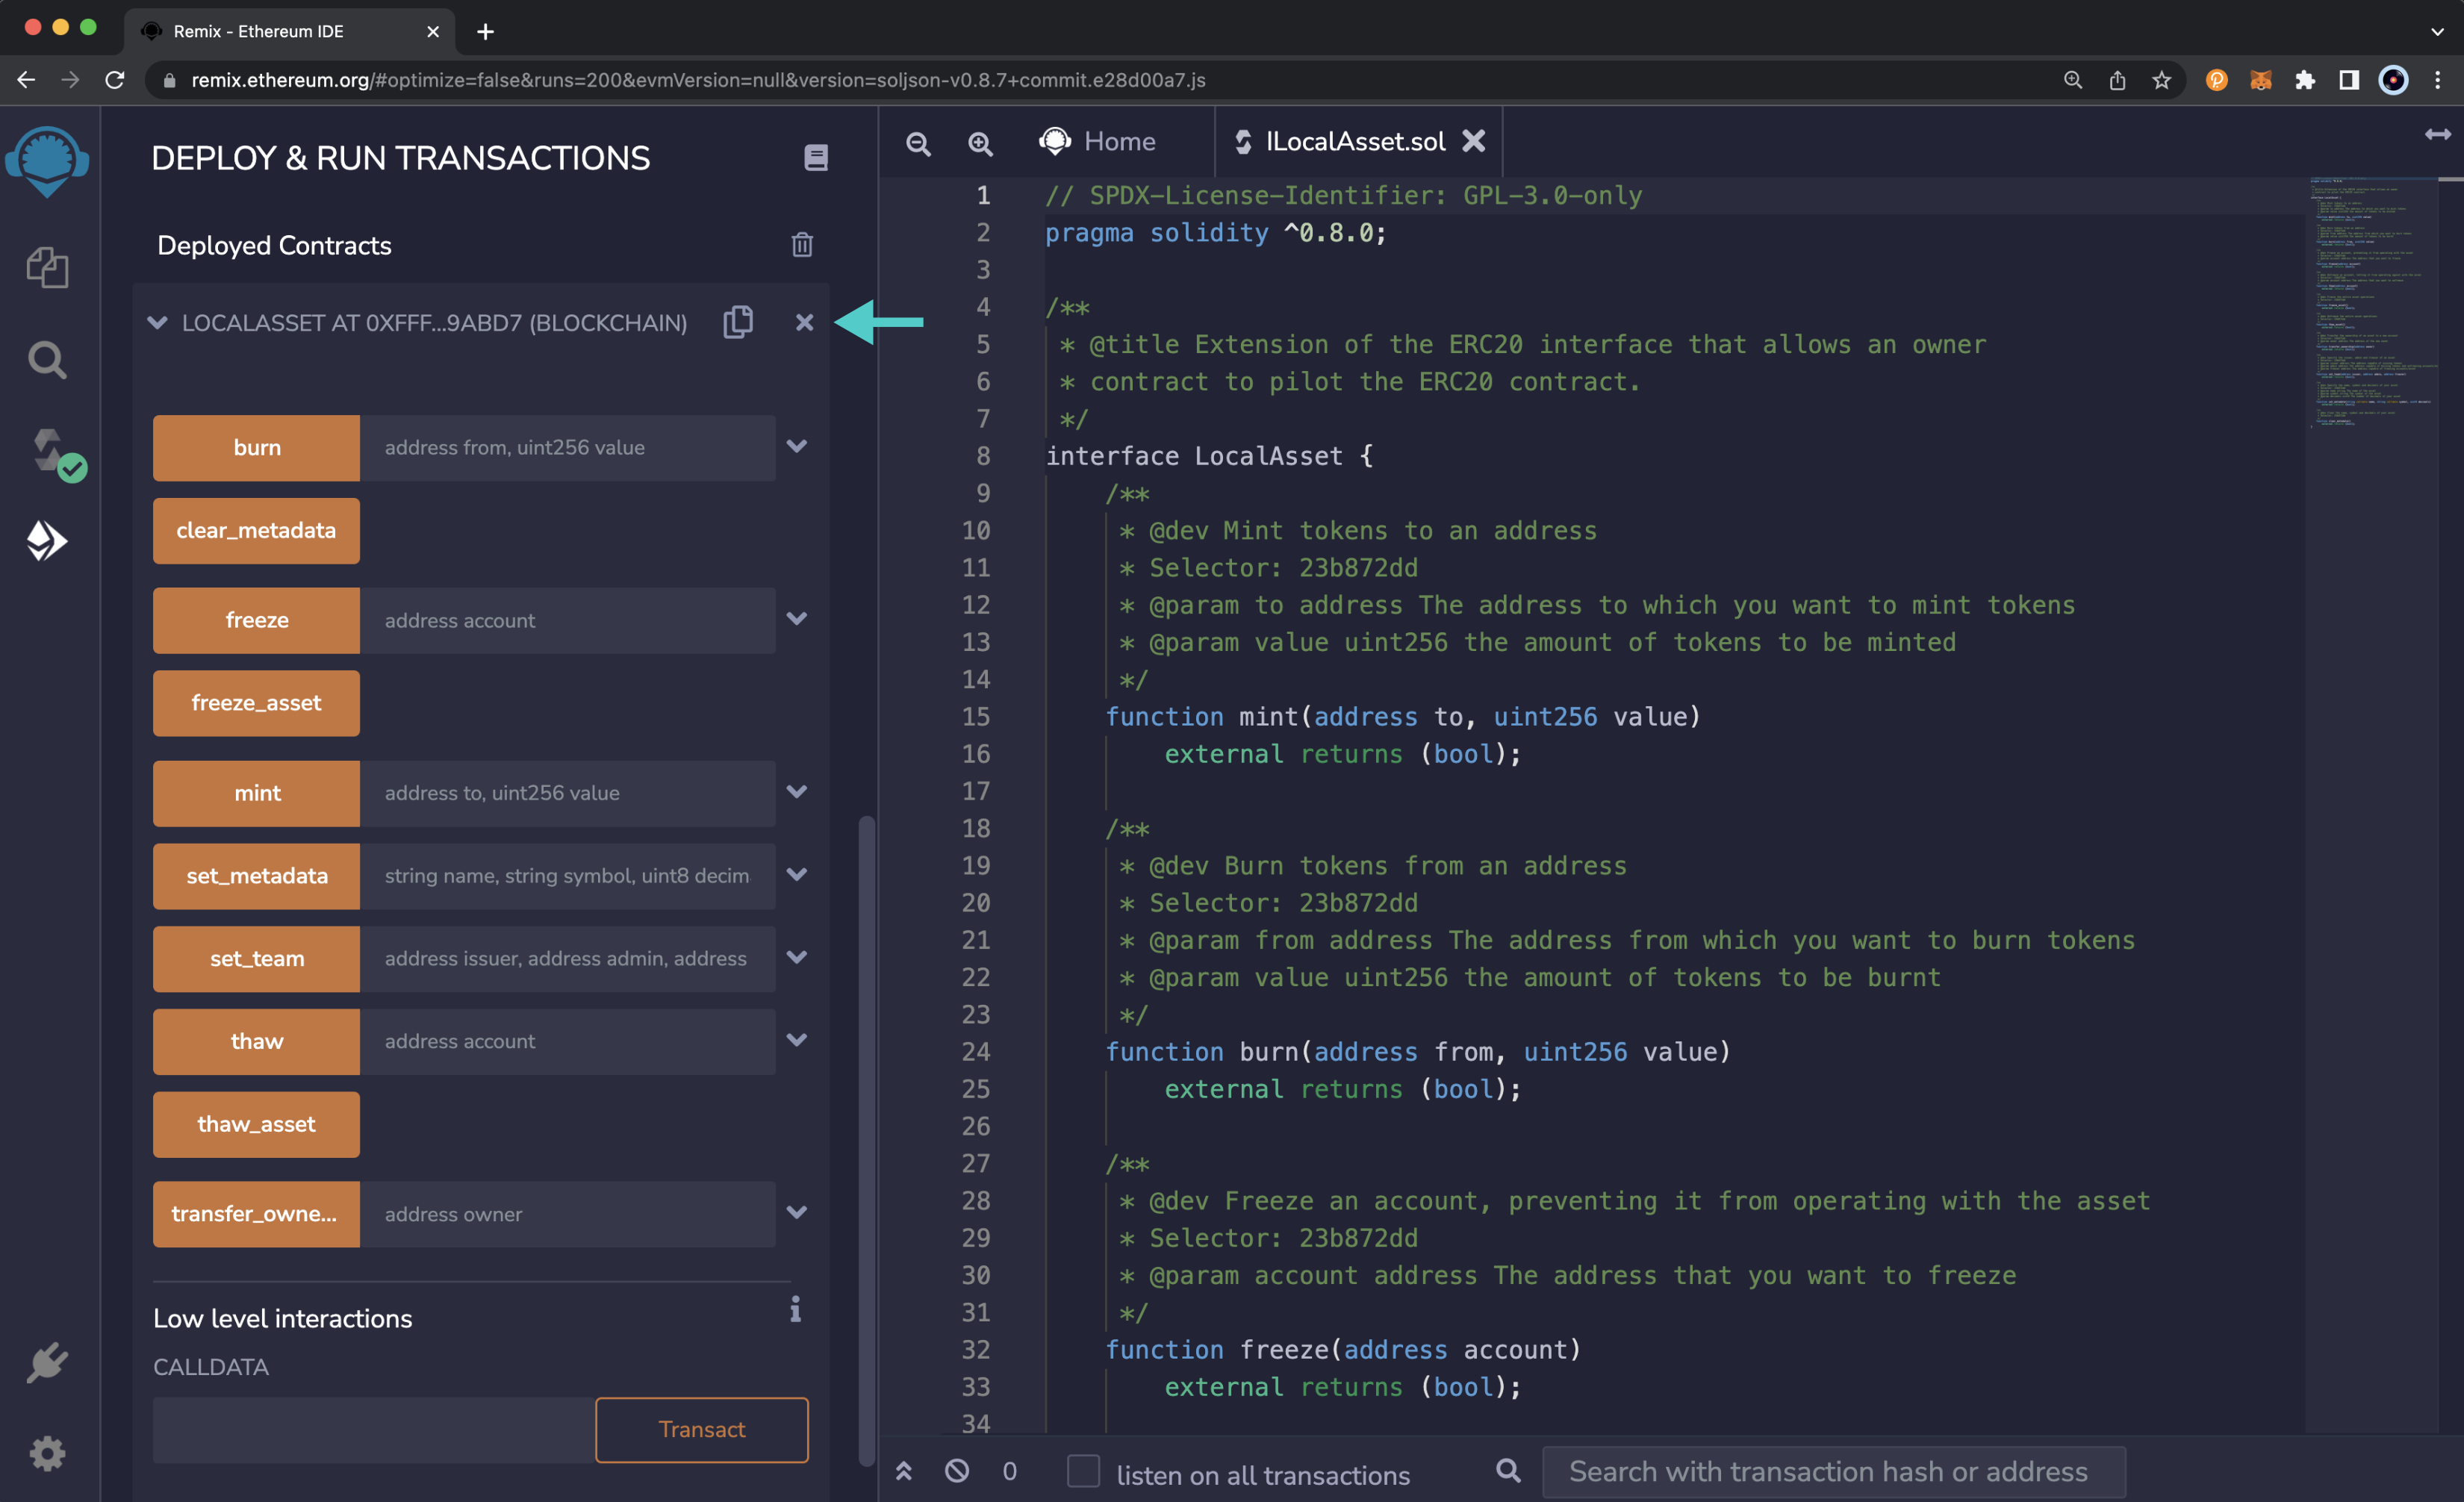 Remix - Ethereum IDE
remix.ethereum.org/#optimize=false&runs=200&evmVersion=null&version=soljson-v0.8.7+commit.e28d00a7.js
DEPLOY & RUN TRANSACTIONS
Deployed Contracts
LOCALASSET AT 0XFFF...9ABD7 (BLOCKCHAIN)
burn address from, uint256 value
clear_metadata
freeze address account
freeze_asset
mint address to, uint256 value
set_metadata string name, string symbol, uint8 decim
set_team address issuer, address admin, address
thaw address account
thaw_asset
transfer_owne... address owner
Low level interactions
i
CALLDATA
Transact
Home ILocalAsset.sol
1 // SPDX-License-Identifier: GPL-3.0-only
2 pragma solidity ^0.8.0;
3
4 /**
5 * @title Extension of the ERC20 interface that allows an owner
6 * contract to pilot the ERC20 contract.
7 */
8 interface LocalAsset {
9 /**
10 * @dev Mint tokens to an address
11 * Selector: 23b872dd
12 * @param to address The address to which you want to mint tokens
13 * @param value uint256 the amount of tokens to be minted
14 */
15 function mint(address to, uint256 value)
16 external returns (bool);
17
18 /**
19 * @dev Burn tokens from an address
20 * Selector: 23b872dd
21 * @param from address The address from which you want to burn tokens
22 * @param value uint256 the amount of tokens to be burnt
23 */
24 function burn(address from, uint256 value)
25 external returns (bool);
26
27 /**
28 * @dev Freeze an account, preventing it from operating with the asset
29 * Selector: 23b872dd
30 * @param account address The address that you want to freeze
31 */
32 function freeze(address account)
33 external returns (bool);
34
0 listen on all transactions Search with transaction hash or address